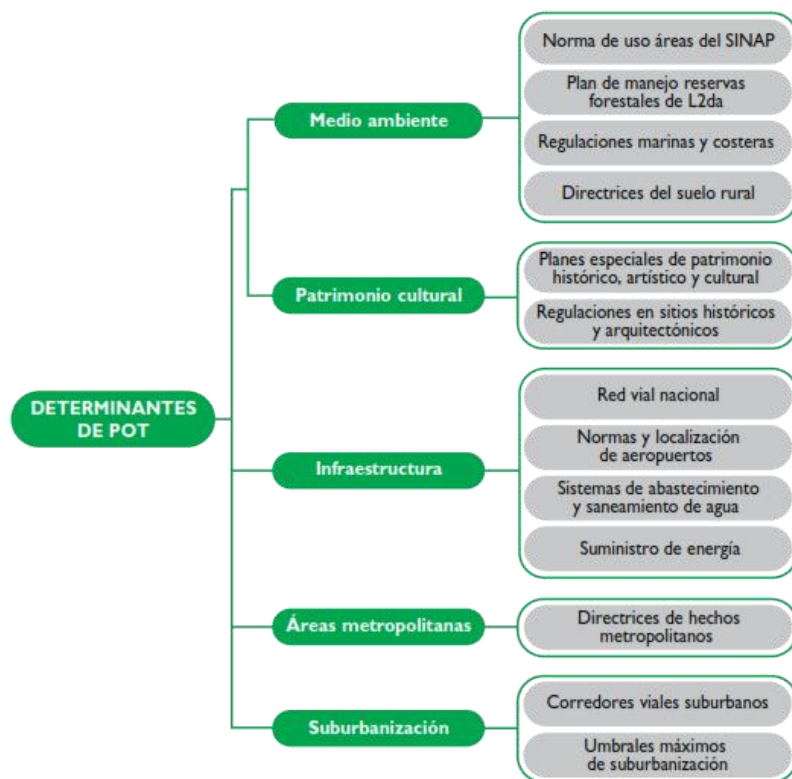 DETERMINANTES
DE POT
Medio ambiente
Norma de uso áreas del SINAP
Plan de manejo reservas
forestales de L2da
Regulaciones marinas y costeras
Directrices del suelo rural
Patrimonio cultural
Planes especiales de patrimonio
histórico, artístico y cultural
Regulaciones en sitios históricos
y arquitectónicos
Infraestructura
Red vial nacional
Normas y localización
de aeropuertos
Sistemas de abastecimiento
y saneamiento de agua
Suministro de energía
Áreas metropolitanas
Directrices de hechos
metropolitanos
Suburbanización
Corredores viales suburbanos
Umbrales máximos
de suburbanización